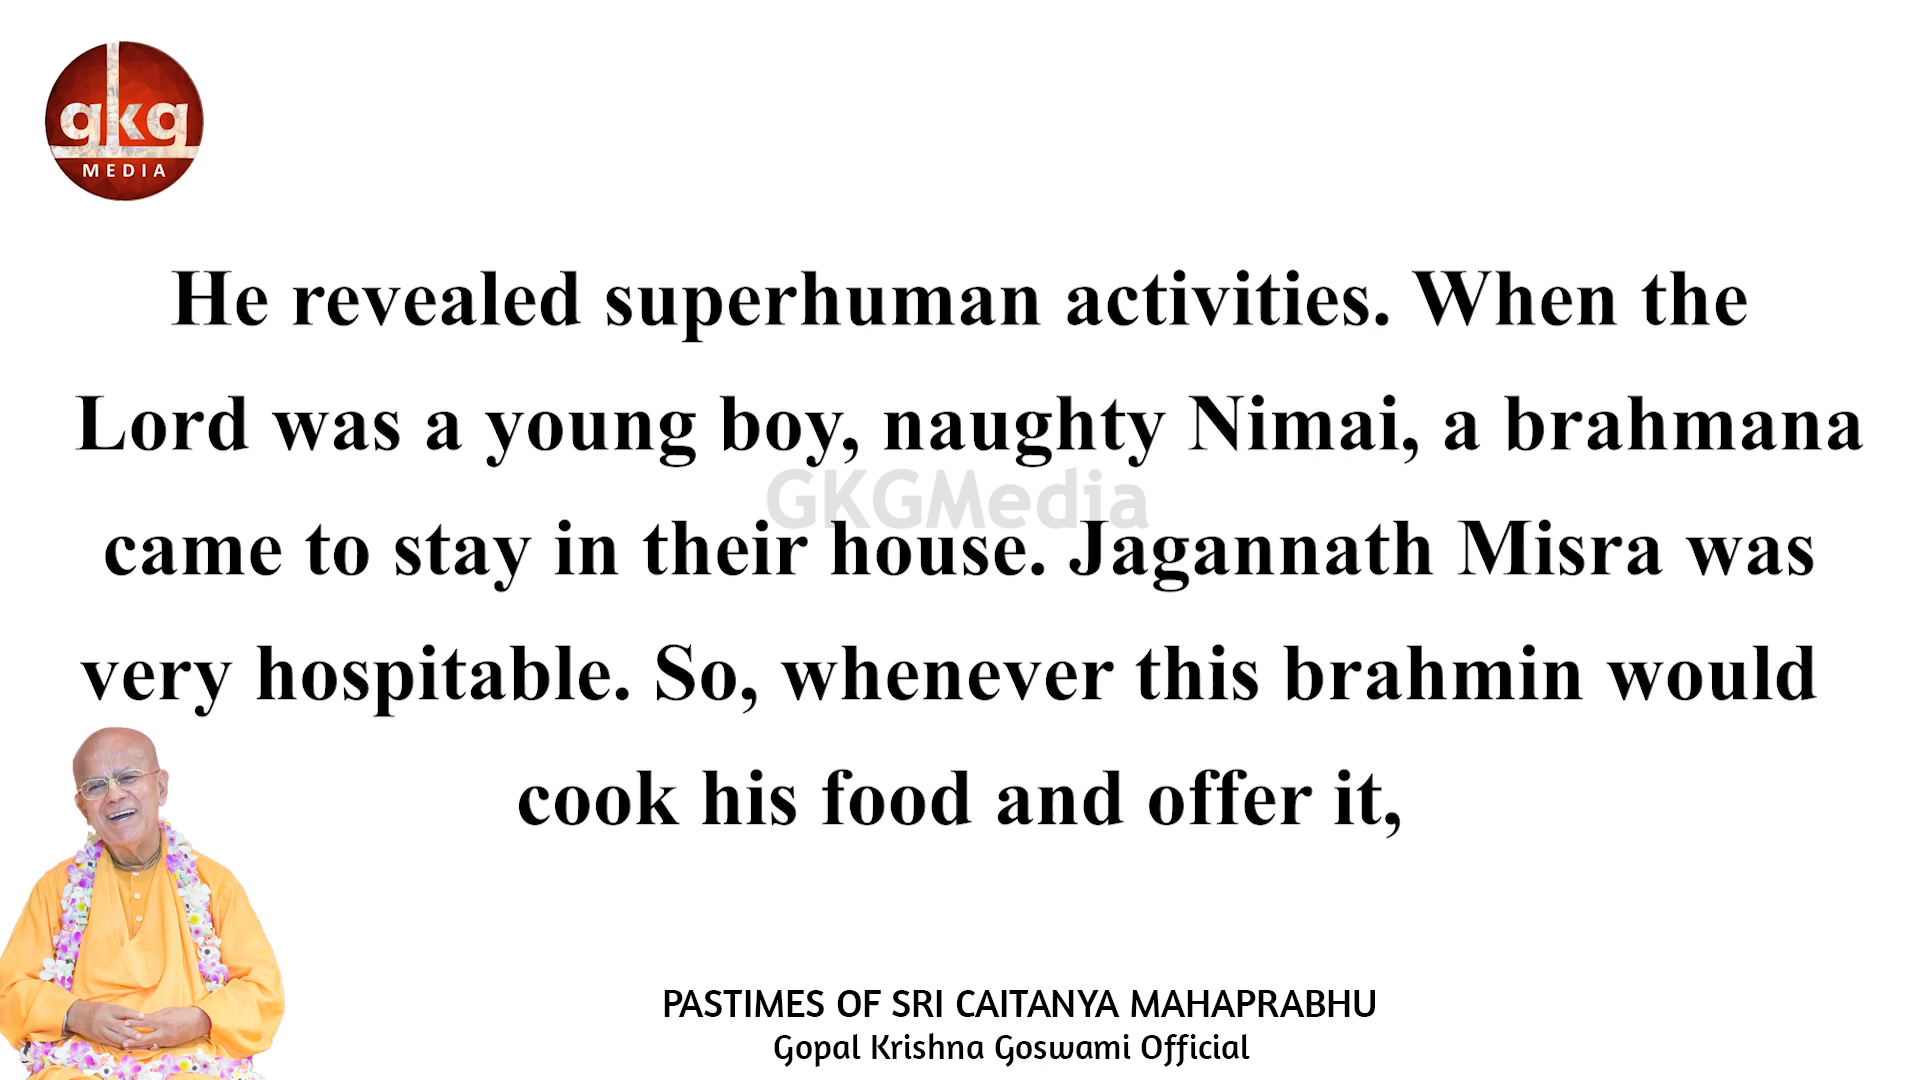 gkg
MEDIA
He revealed superhuman activities. When the
Lord was a young boy, naughty Nimai, a brahmana
GKGMedia
came to stay in their house. Jagannath Misra was
very hospitable. So, whenever this brahmin would
cook his food and offer it,
PASTIMES OF SRI CAITANYA MAHAPRABHU
Gopal Krishna Goswami Official